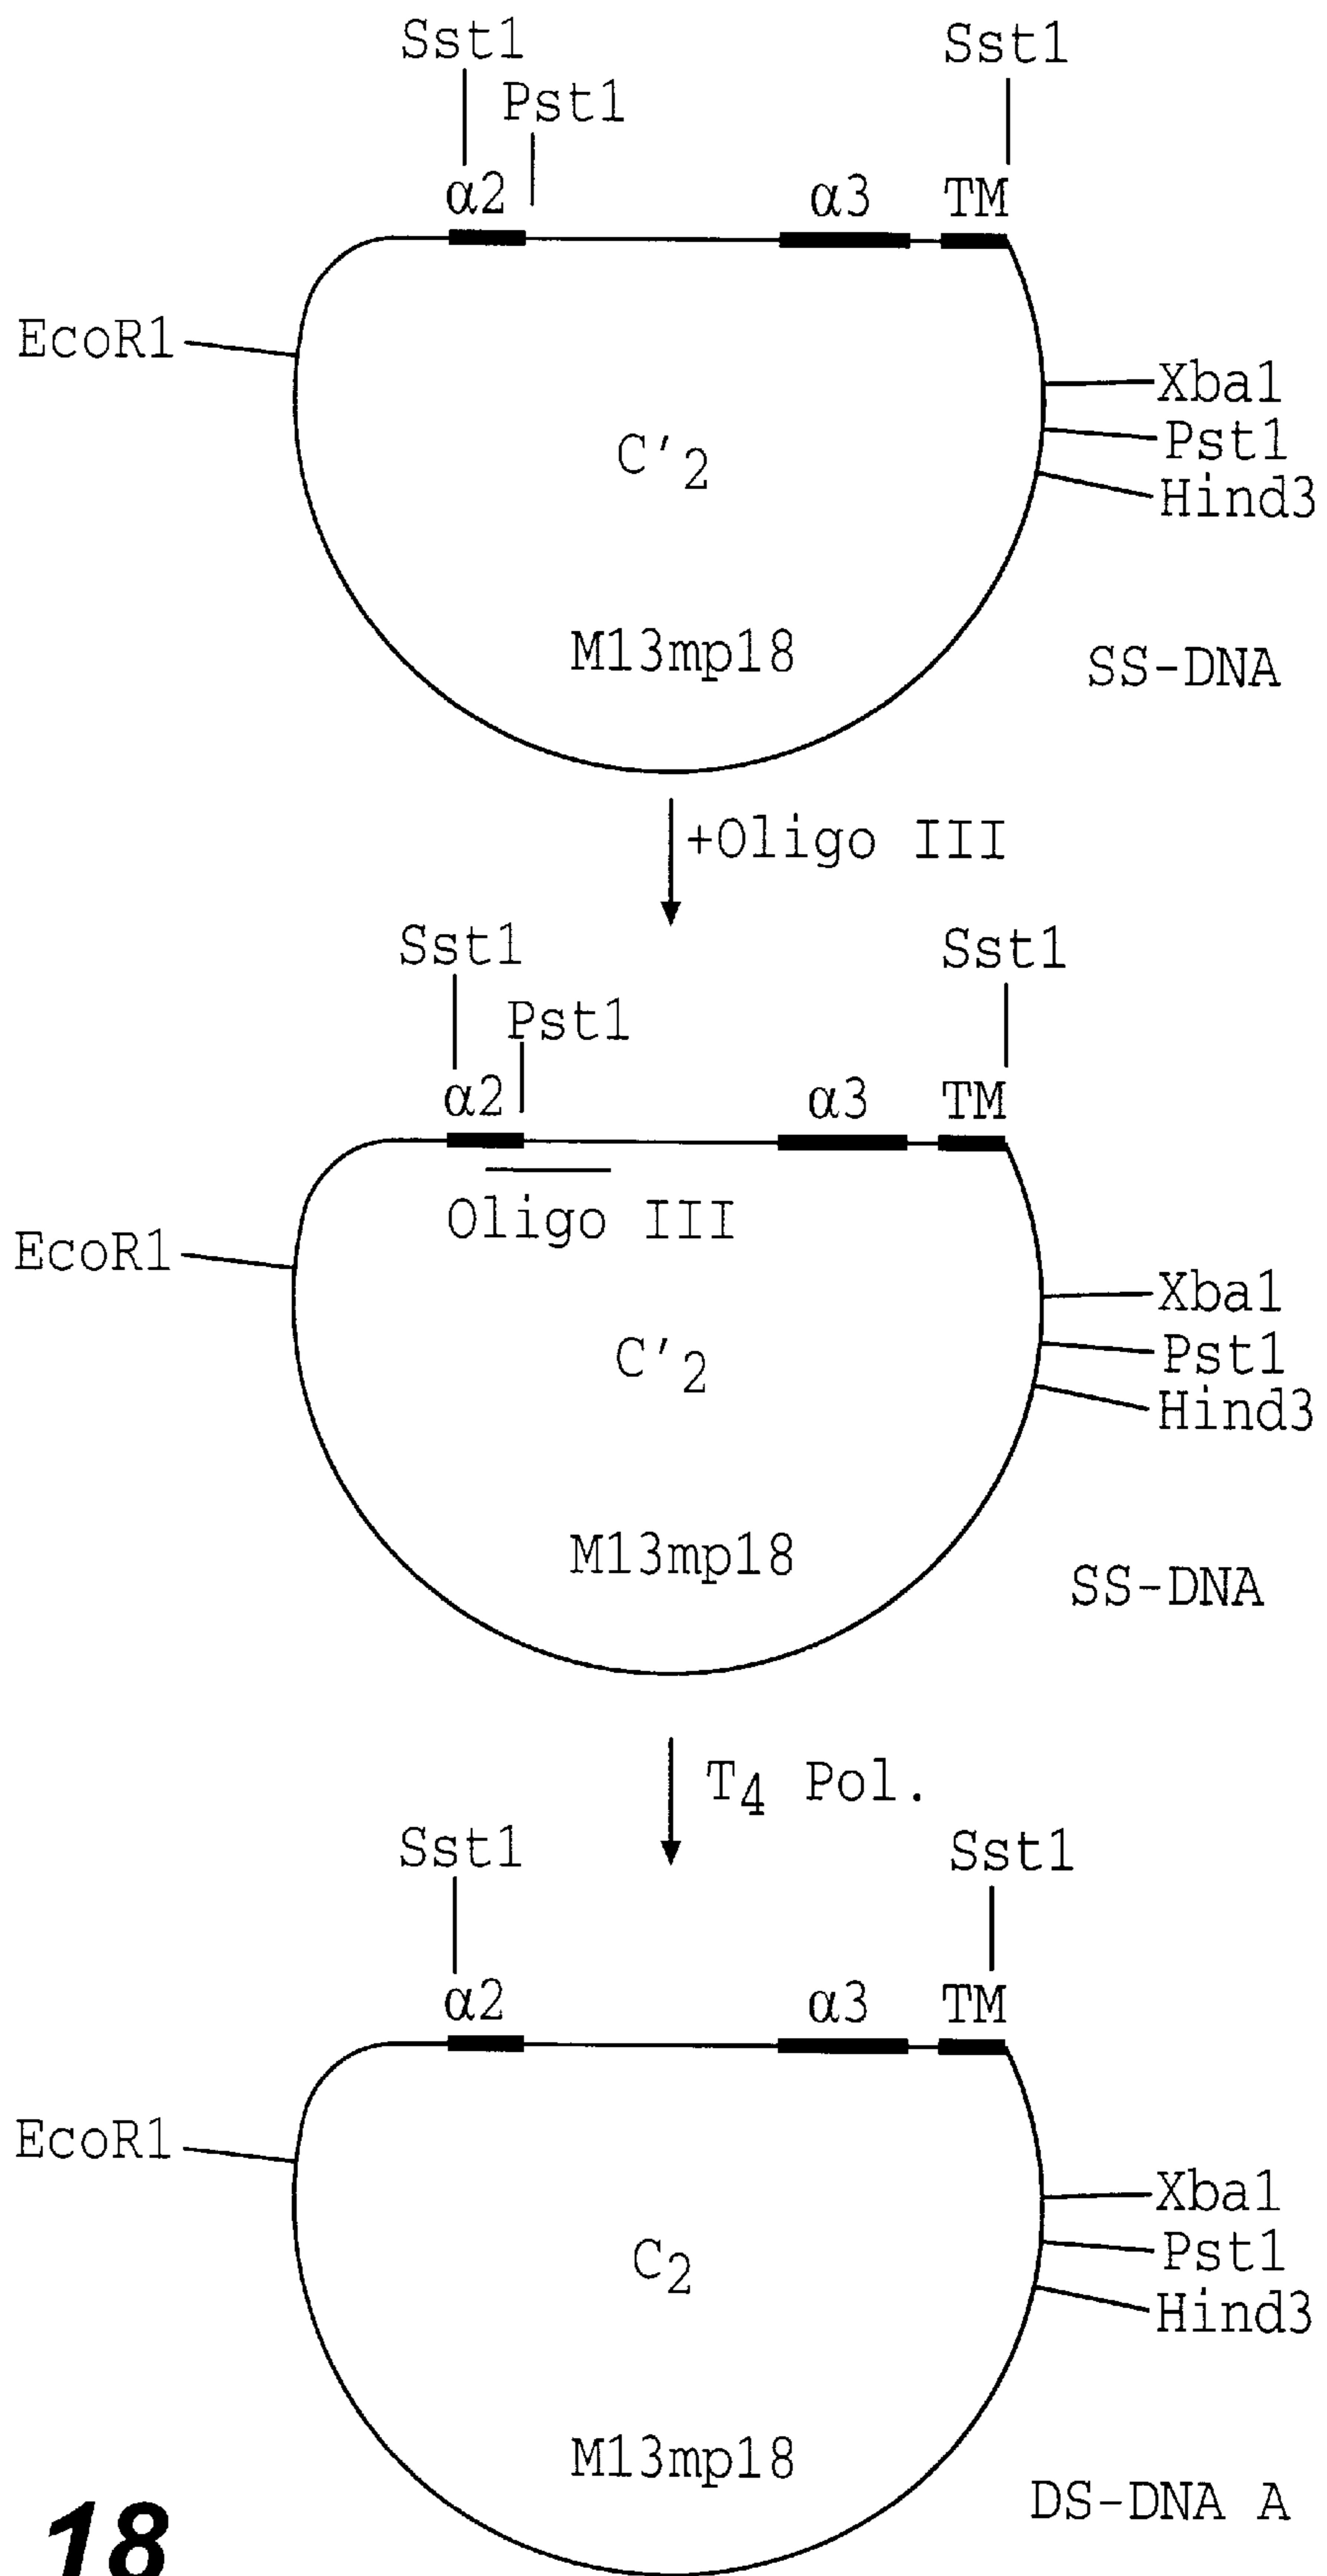 Sst1 Sst1
Pst1
α2 α3 TM
EcoR1
Xba1
Pst1
Hind3
C'2
M13mp18
SS-DNA
+Oligo III
Sst1 Sst1
Pst1
α2 α3 TM
Oligo III
EcoR1
Xba1
Pst1
Hind3
C'2
M13mp18
SS-DNA
T4 Pol.
Sst1 Sst1
α2 α3 TM
EcoR1
Xba1
Pst1
Hind3
C2
M13mp18
DS-DNA A
18